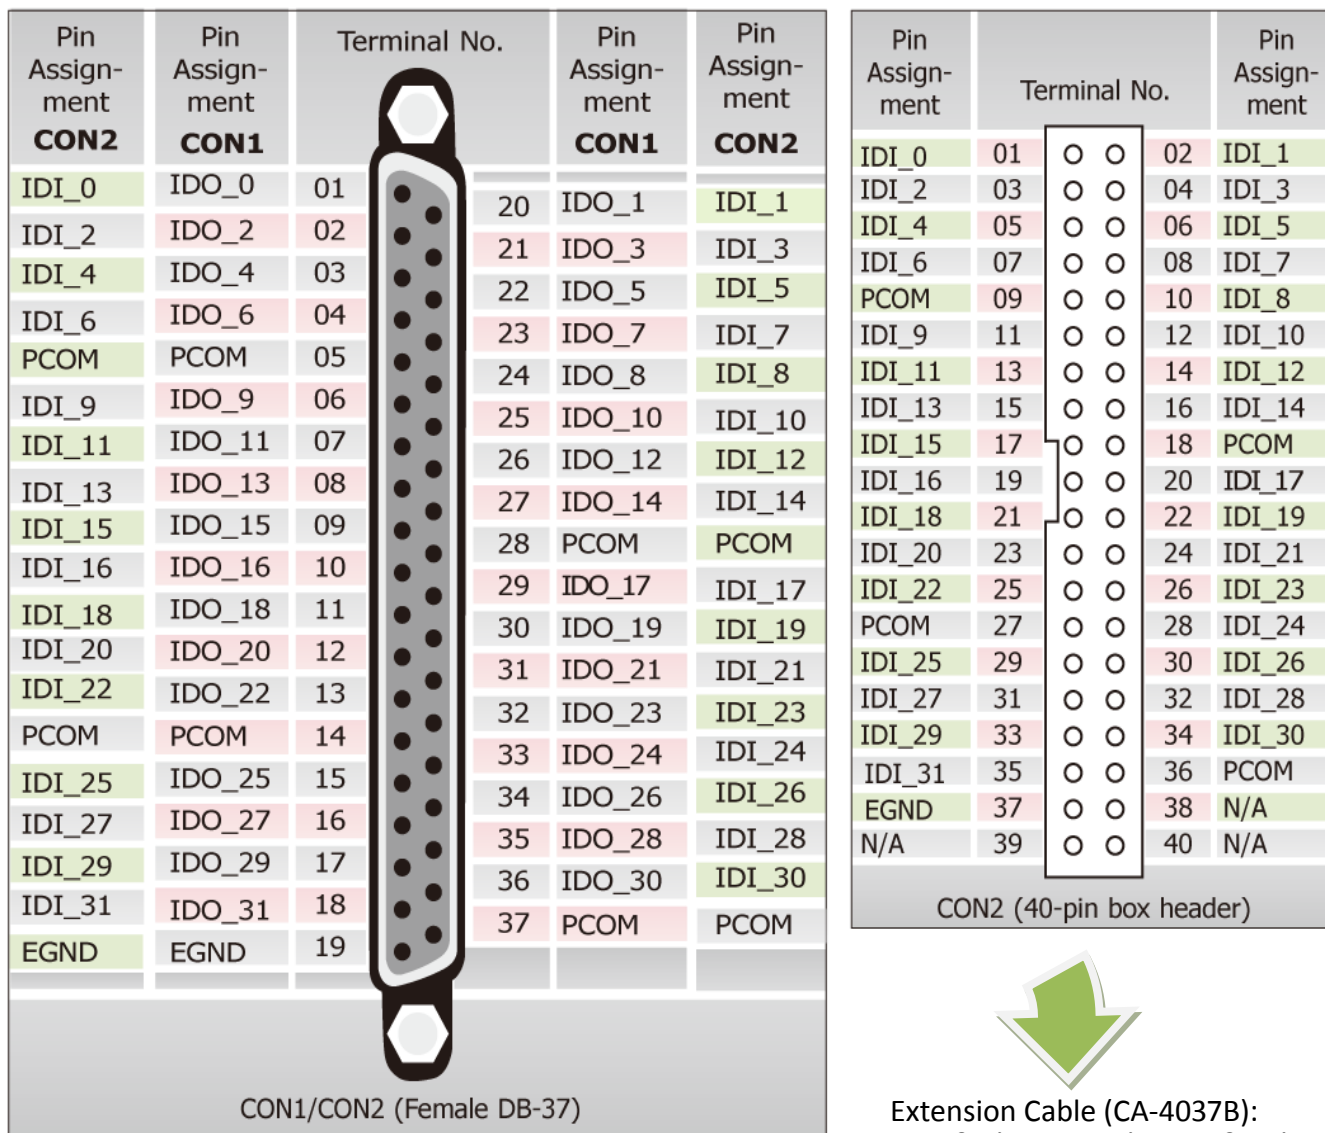 Pin Assign-ment CON2 Pin Assign-ment CON1 Terminal No. Pin Assign-ment CON1 Pin Assign-ment CON2
IDI_0 IDO_0 01
20 IDO_1 IDI_1
IDI_2 IDO_2 02
21 IDO_3 IDI_3
IDI_4 IDO_4 03
22 IDO_5 IDI_5
IDI_6 IDO_6 04
23 IDO_7 IDI_7
PCOM PCOM 05
24 IDO_8 IDI_8
IDI_9 IDO_9 06
25 IDO_10 IDI_10
IDI_11 IDO_11 07
26 IDO_12 IDI_12
IDI_13 IDO_13 08
27 IDO_14 IDI_14
IDI_15 IDO_15 09
28 PCOM PCOM
IDI_16 IDO_16 10
29 IDO_17 IDI_17
IDI_18 IDO_18 11
30 IDO_19 IDI_19
IDI_20 IDO_20 12
31 IDO_21 IDI_21
IDI_22 IDO_22 13
32 IDO_23 IDI_23
PCOM PCOM 14
33 IDO_24 IDI_24
IDI_25 IDO_25 15
34 IDO_26 IDI_26
IDI_27 IDO_27 16
35 IDO_28 IDI_28
IDI_29 IDO_29 17
36 IDO_30 IDI_30
IDI_31 IDO_31 18
37 PCOM PCOM
EGND EGND 19
CON1/CON2 (Female DB-37)
Pin Assign-ment Terminal No. Pin Assign-ment
IDI_0 01 02 IDI_1
IDI_2 03 04 IDI_3
IDI_4 05 06 IDI_5
IDI_6 07 08 IDI_7
PCOM 09 10 IDI_8
IDI_9 11 12 IDI_10
IDI_11 13 14 IDI_12
IDI_13 15 16 IDI_14
IDI_15 17 18 PCOM
IDI_16 19 20 IDI_17
IDI_18 21 22 IDI_19
IDI_20 23 24 IDI_21
IDI_22 25 26 IDI_23
PCOM 27 28 IDI_24
IDI_25 29 30 IDI_26
IDI_27 31 32 IDI_28
IDI_29 33 34 IDI_30
IDI_31 35 36 PCOM
EGND 37 38 N/A
N/A 39 40 N/A
CON2 (40-pin box header)
Extension Cable (CA-4037B):